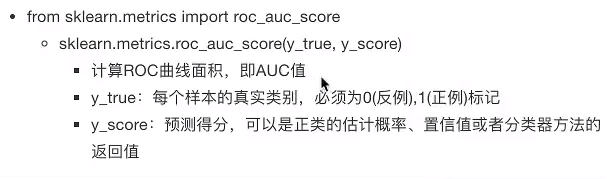 from sklearn.metrics import roc_auc_score
sklearn.metrics.roc_auc_score(y_true, y_score)
计算ROC曲线面积，即AUC值
y_true：每个样本的真实类别，必须为0(反例),1(正例)标记
y_score：预测得分，可以是正类的估计概率、置信值或者分类器方法的
返回值